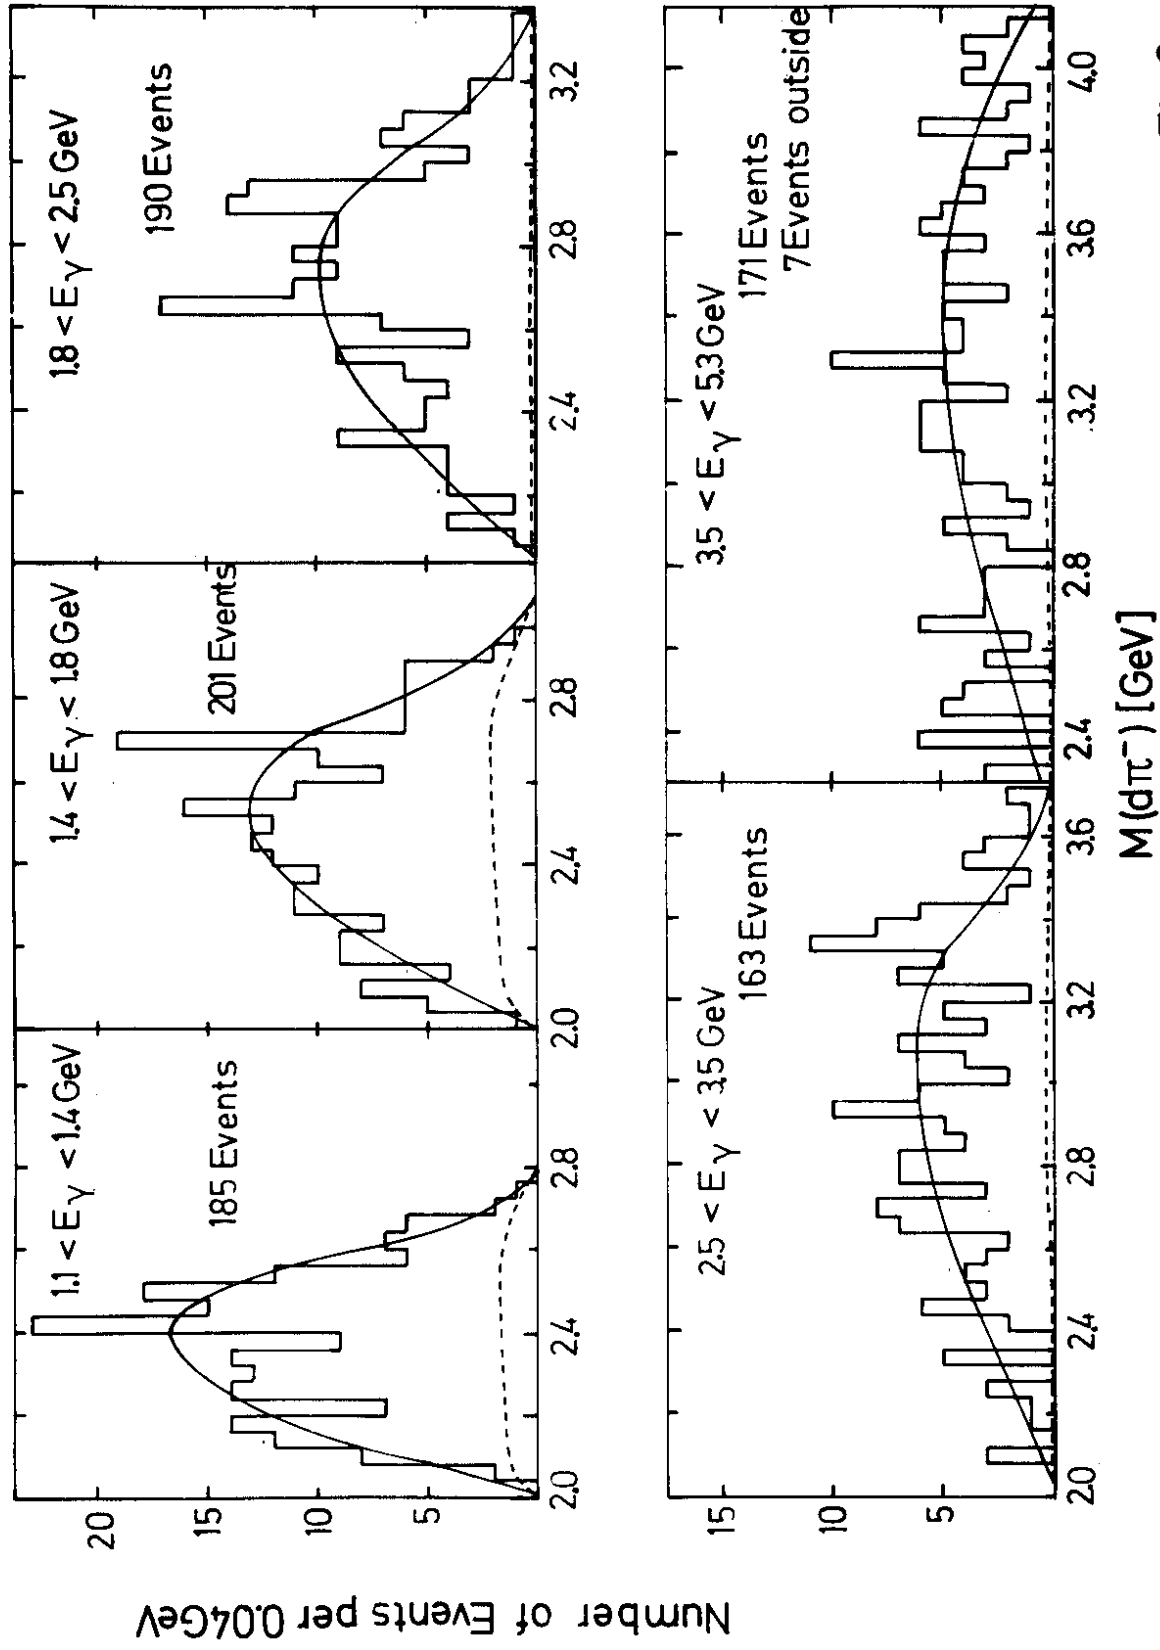 Number of Events per 0.04GeV
20
15
10
5
1.1 < Eγ < 1.4 GeV
185 Events
2.0
2.4
2.8
1.4 < Eγ < 1.8 GeV
201 Events
2.0
2.4
2.8
1.8 < Eγ < 2.5 GeV
190 Events
2.4
2.8
3.2
15
10
5
2.5 < Eγ < 3.5 GeV
163 Events
2.0
2.4
2.8
3.2
3.6
3.5 < Eγ < 5.3 GeV
171 Events
7 Events outside
2.4
2.8
3.2
3.6
4.0
M(dπ⁻) [GeV]